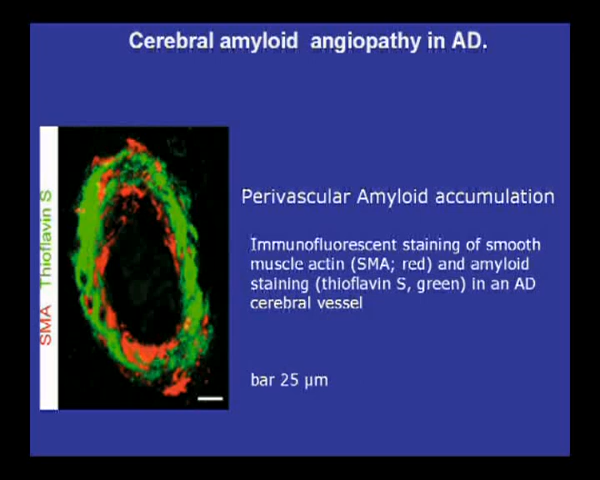 Cerebral amyloid angiopathy in AD.
SMA Thioflavin S
Perivascular Amyloid accumulation
Immunofluorescent staining of smooth
muscle actin (SMA; red) and amyloid
staining (thioflavin S, green) in an AD
cerebral vessel
bar 25 µm